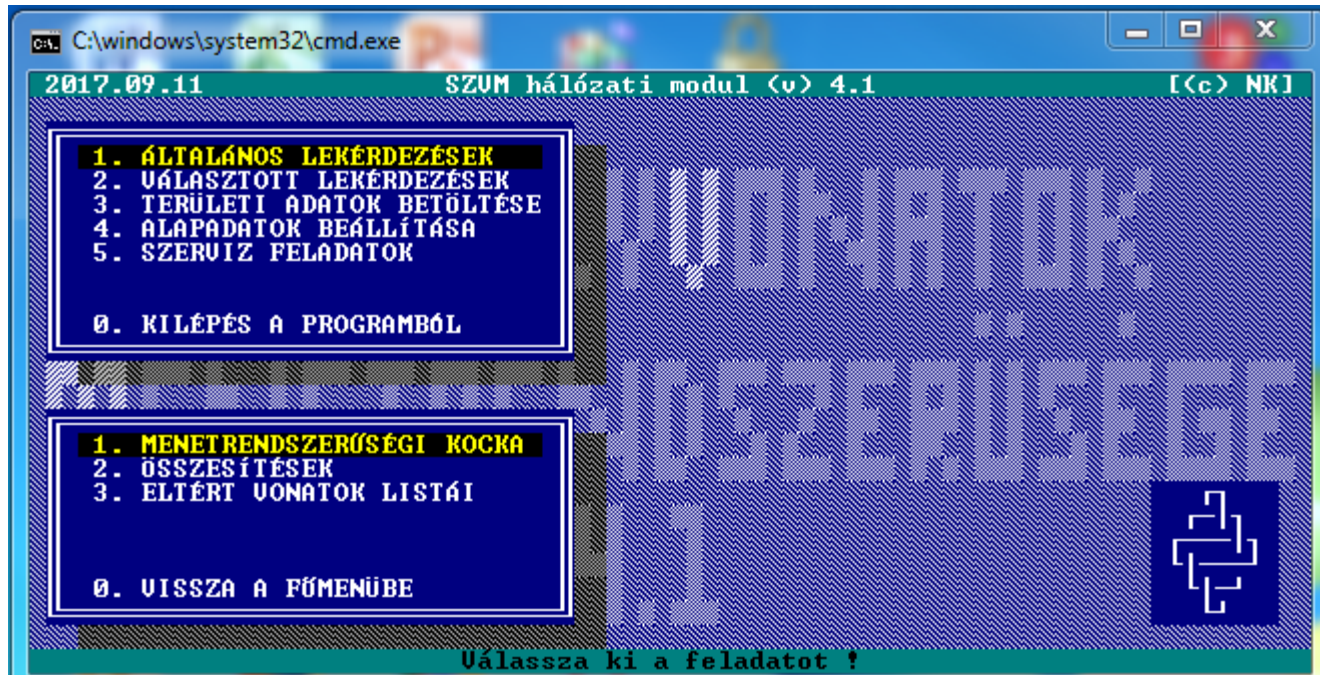 C:\windows\system32\cmd.exe
2017.09.11 SZVM hálózati modul (v) 4.1 [(c) NK]
1. ÁLTALÁNOS LEKÉRDEZÉSEK
2. VÁLASZTOTT LEKÉRDEZÉSEK
3. TERÜLETI ADATOK BETÖLTÉSE
4. ALAPADATOK BEÁLLÍTÁSA
5. SZERVIZ FELADATOK
0. KILÉPÉS A PROGRAMBÓL
1. MENETRENDSZERŰSÉGI KOCKA
2. ÖSSZESÍTÉSEK
3. ELTÉRT VONATOK LISTÁI
0. VISSZA A FŐMENÜBE
Válassza ki a feladatot !